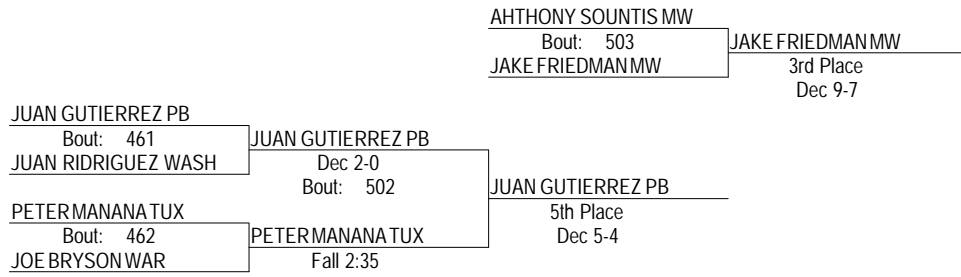 AHTHONY SOUNTIS MW
Bout: 503
JAKE FRIEDMAN MW
JAKE FRIEDMAN MW
3rd Place
Dec 9-7
JUAN GUTIERREZ PB
Bout: 461
JUAN RIDRIGUEZ WASH
JUAN GUTIERREZ PB
Dec 2-0
Bout: 502
PETER MANANA TUX
Bout: 462
JOE BRYSON WAR
PETER MANANA TUX
Fall 2:35
JUAN GUTIERREZ PB
5th Place
Dec 5-4